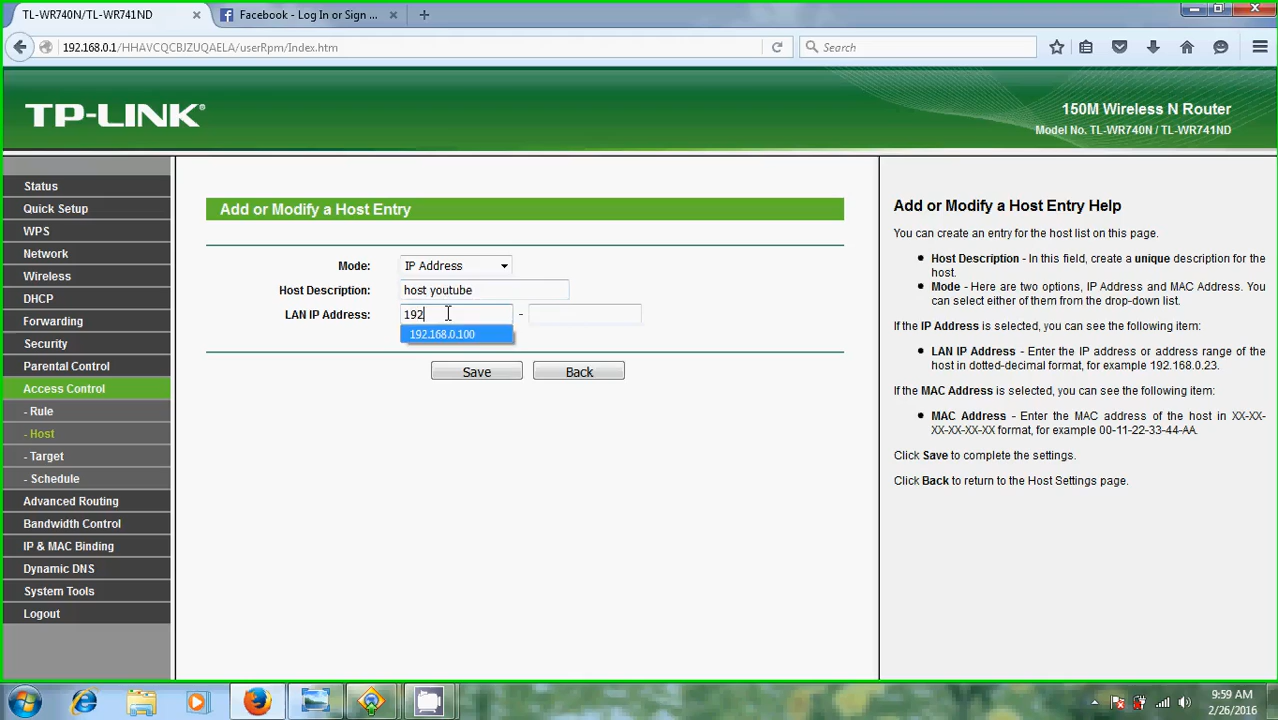 TL-WR740N/TL-WR741ND
Facebook - Log In or Sign ...
192.168.0.1/HHAVCQCBJZUQAELA/userRpm/Index.htm
Search
TP-LINK®
150M Wireless N Router
Model No. TL-WR740N / TL-WR741ND
Status
Quick Setup
WPS
Network
Wireless
DHCP
Forwarding
Security
Parental Control
Access Control
- Rule
- Host
- Target
- Schedule
Advanced Routing
Bandwidth Control
IP & MAC Binding
Dynamic DNS
System Tools
Logout
Add or Modify a Host Entry
Mode: IP Address
Host Description: host youtube
LAN IP Address: 192 -
192.168.0.100
Save Back
Add or Modify a Host Entry Help
You can create an entry for the host list on this page.
Host Description - In this field, create a unique description for the
host.
Mode - Here are two options, IP Address and MAC Address. You
can select either of them from the drop-down list.
If the IP Address is selected, you can see the following item:
LAN IP Address - Enter the IP address or address range of the
host in dotted-decimal format, for example 192.168.0.23.
If the MAC Address is selected, you can see the following item:
MAC Address - Enter the MAC address of the host in XX-XX-
XX-XX-XX-XX format, for example 00-11-22-33-44-AA.
Click Save to complete the settings.
Click Back to return to the Host Settings page.
9:59 AM
2/26/2016